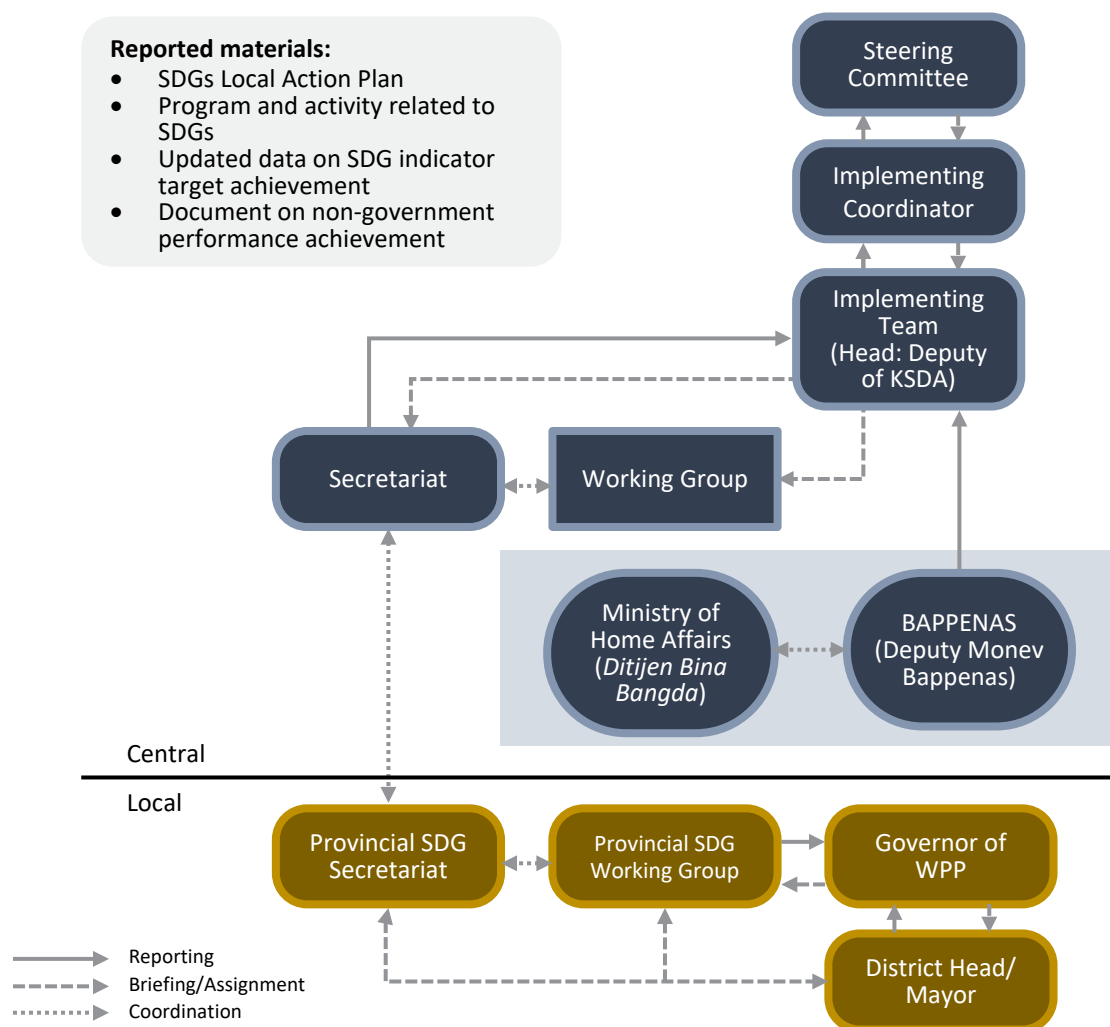 Reported materials:
• SDGs Local Action Plan
• Program and activity related to
SDGs
• Updated data on SDG indicator
target achievement
• Document on non-government
performance achievement
Steering
Committee
Implementing
Coordinator
Implementing
Team
(Head: Deputy
of KSDA)
Secretariat
Working Group
Ministry of
Home Affairs
(Ditijen Bina
Bangda)
BAPPENAS
(Deputy Monev
Bappenas)
Central
Local
Provincial SDG
Secretariat
Provincial SDG
Working Group
Governor of
WPP
District Head/
Mayor
Reporting
Briefing/Assignment
Coordination